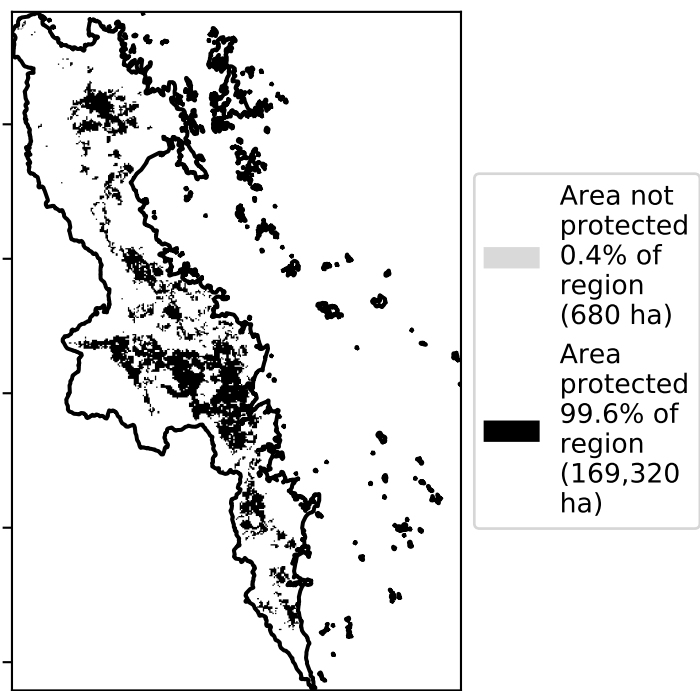 Area not
protected
0.4% of
region
(680 ha)
Area
protected
99.6% of
region
(169,320
ha)